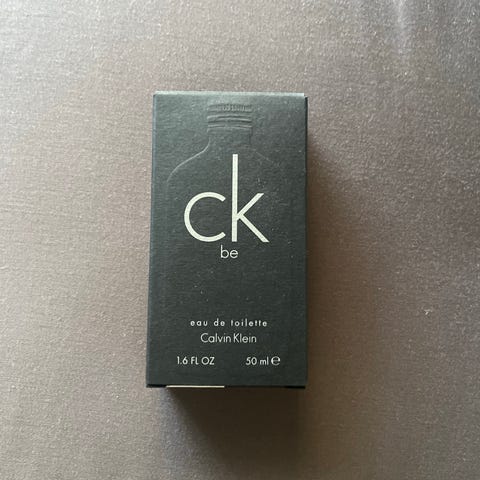 ck
be
eau de toilette
Calvin Klein
1.6 FL OZ 50 ml ℮